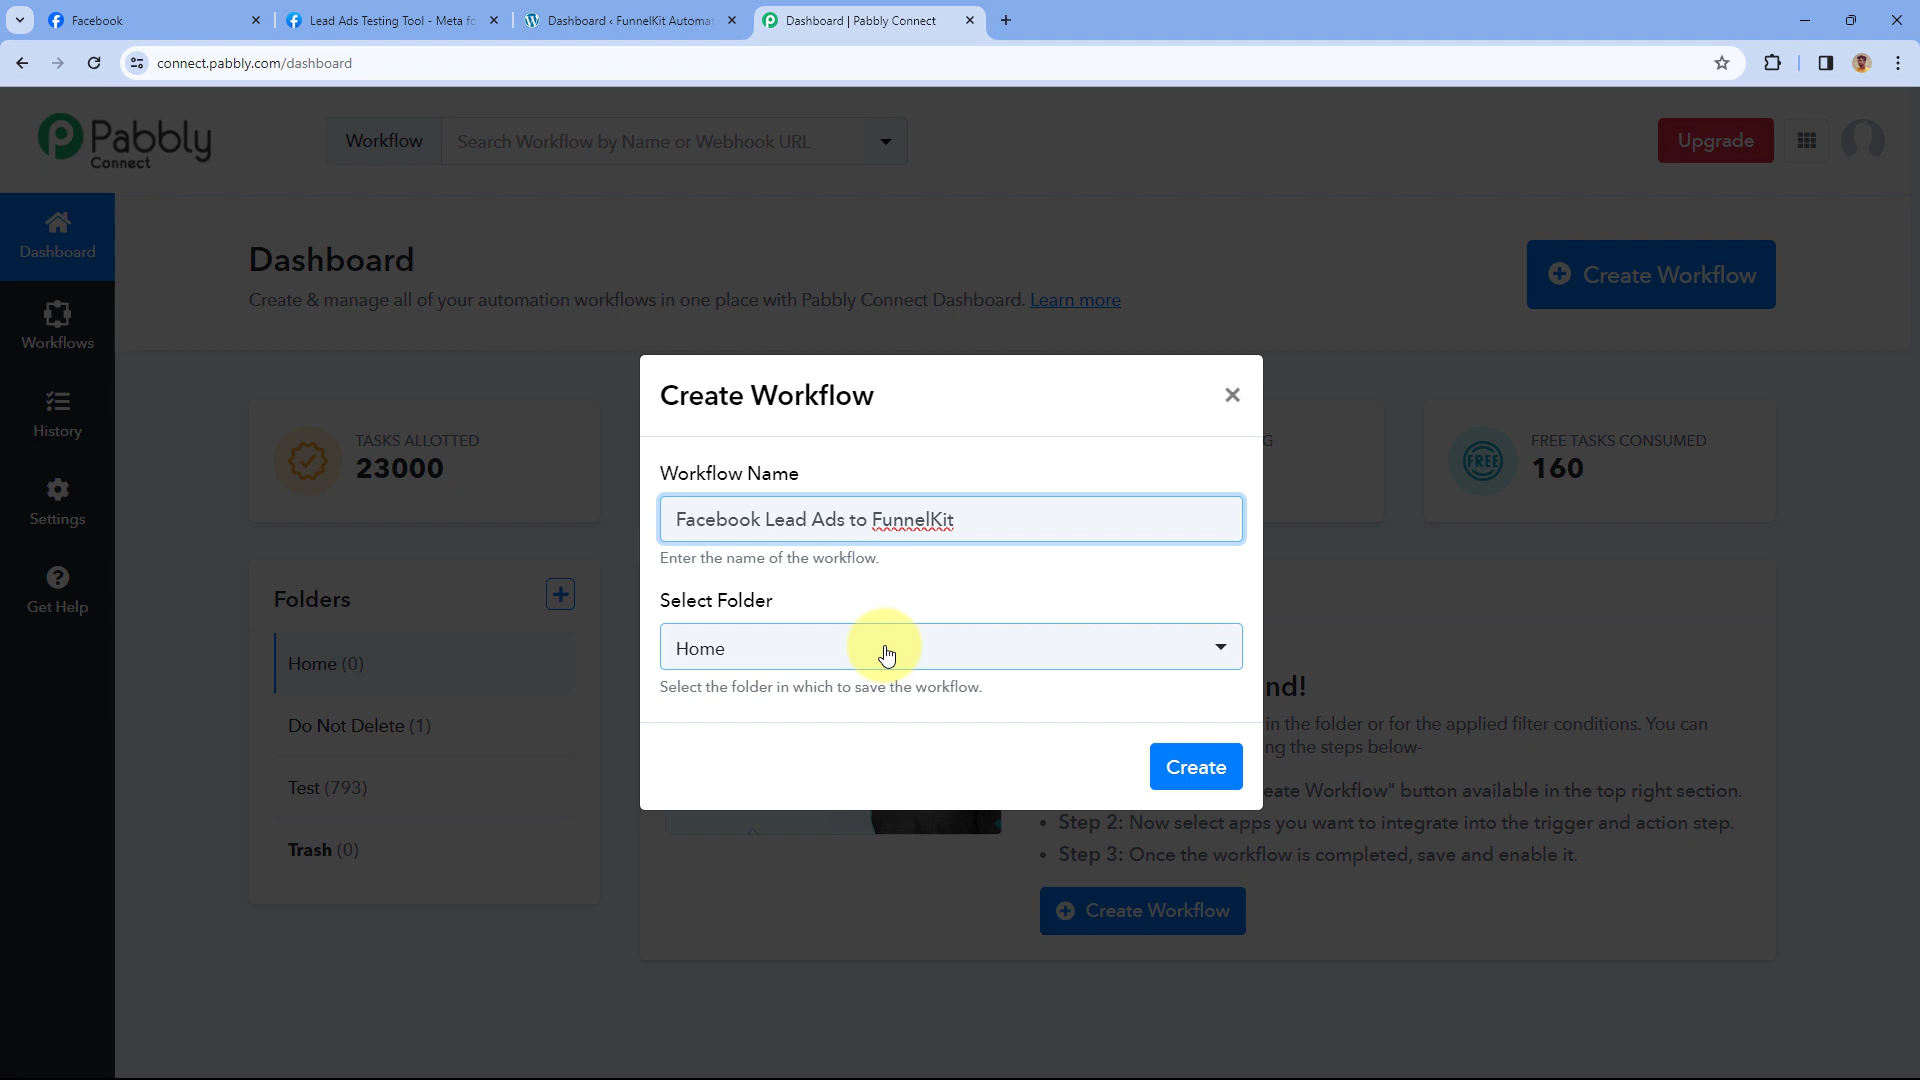 Facebook
Lead Ads Testing Tool - Meta fo
Dashboard ‹ FunnelKit Automat
Dashboard | Pabbly Connect
connect.pabbly.com/dashboard
Pabbly
Connect
Workflow
Search Workflow by Name or Webhook URL
Upgrade
Dashboard
Workflows
History
Settings
Get Help
Dashboard
Create & manage all of your automation workflows in one place with Pabbly Connect Dashboard. Learn more
Create Workflow
TASKS ALLOTTED
23000
G
FREE
FREE TASKS CONSUMED
160
Folders
Home (0)
Do Not Delete (1)
Test (793)
Trash (0)
Create Workflow
Workflow Name
Facebook Lead Ads to FunnelKit
Enter the name of the workflow.
Select Folder
Home
Select the folder in which to save the workflow.
Create
nd!
in the folder or for the applied filter conditions. You can
ng the steps below-
eate Workflow" button available in the top right section.
• Step 2: Now select apps you want to integrate into the trigger and action step.
• Step 3: Once the workflow is completed, save and enable it.
Create Workflow